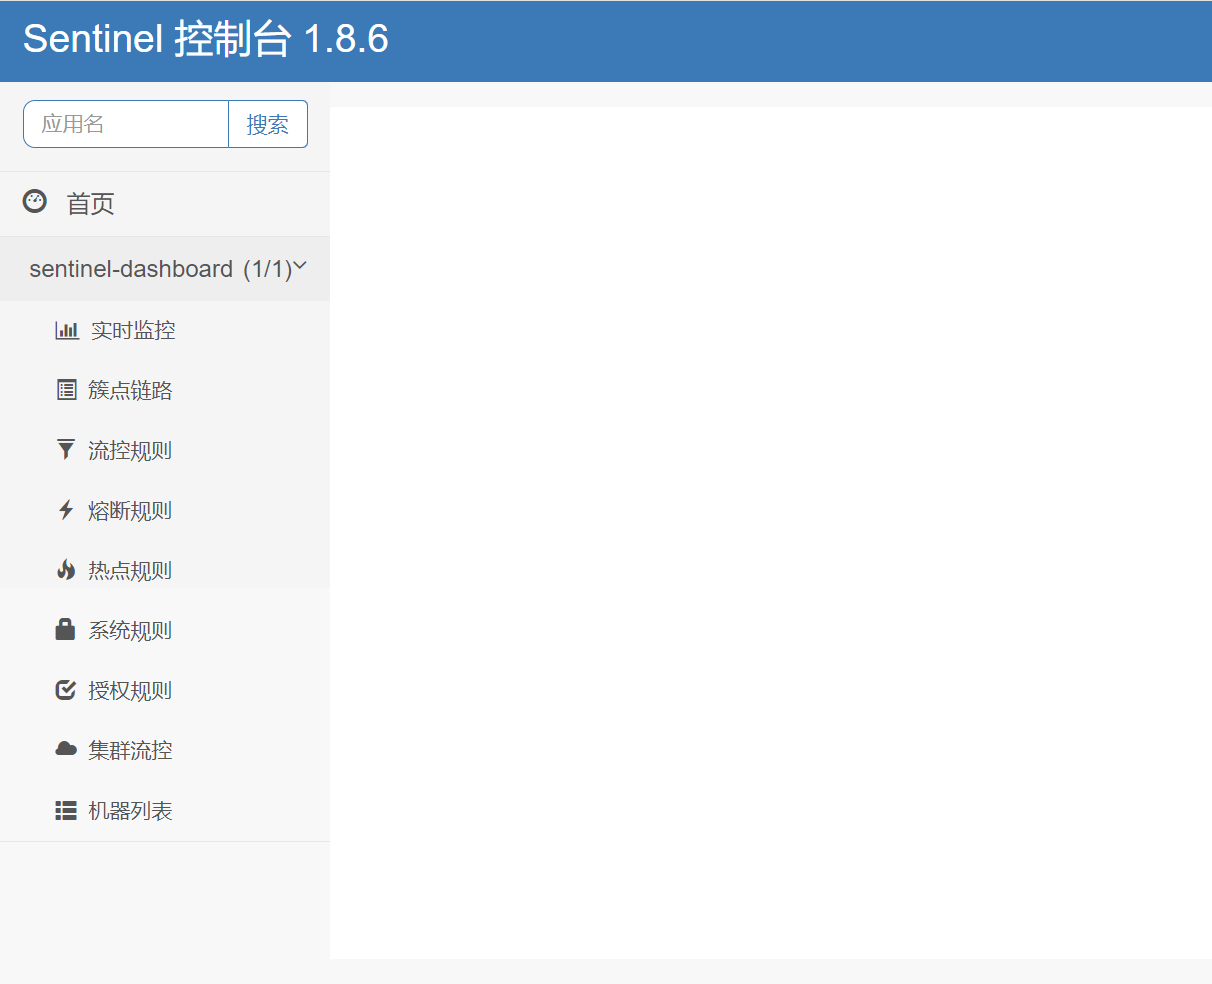 Sentinel 控制台 1.8.6
应用名 搜索
首页
sentinel-dashboard (1/1)
实时监控
簇点链路
流控规则
熔断规则
热点规则
系统规则
授权规则
集群流控
机器列表